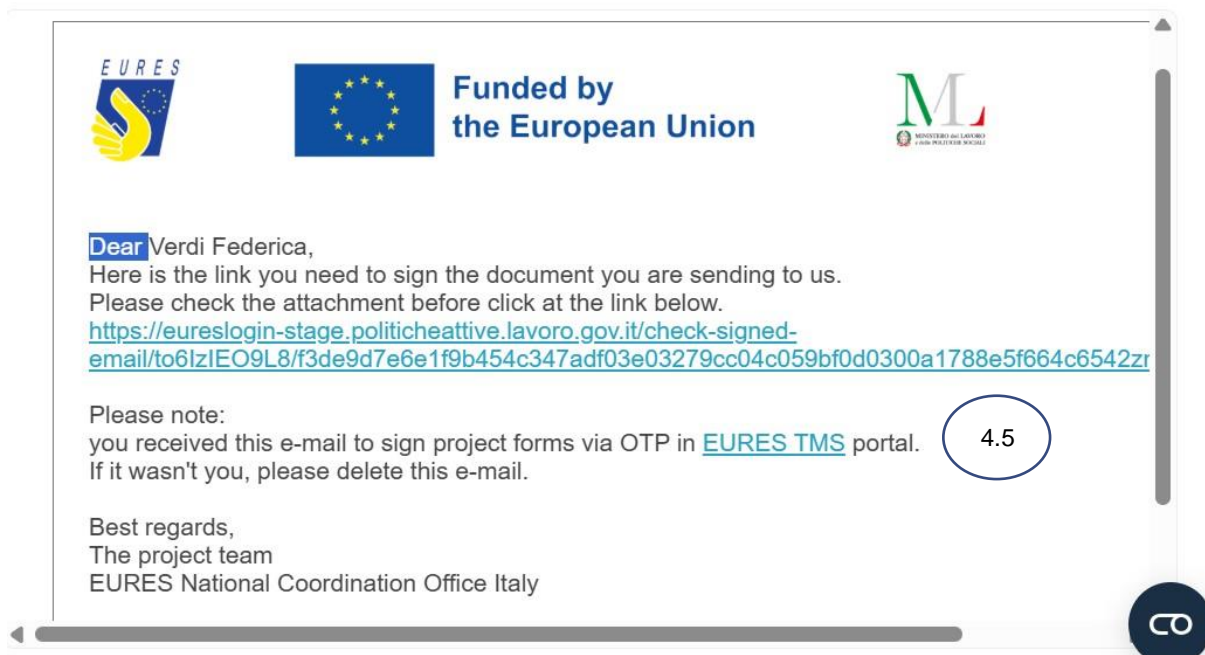 EURES
Funded by
the European Union
ML
MINISTERO del LAVORO
e delle POLITICHE SOCIALI
Dear Verdi Federica,
Here is the link you need to sign the document you are sending to us.
Please check the attachment before click at the link below.
https://eureslogin-stage.politicheattive.lavoro.gov.it/check-signed-
email/to6IzIEO9L8/f3de9d7e6e1f9b454c347adf03e03279cc04c059bf0d0300a1788e5f664c6542zr
Please note:
you received this e-mail to sign project forms via OTP in EURES TMS portal.
4.5
If it wasn't you, please delete this e-mail.
Best regards,
The project team
EURES National Coordination Office Italy